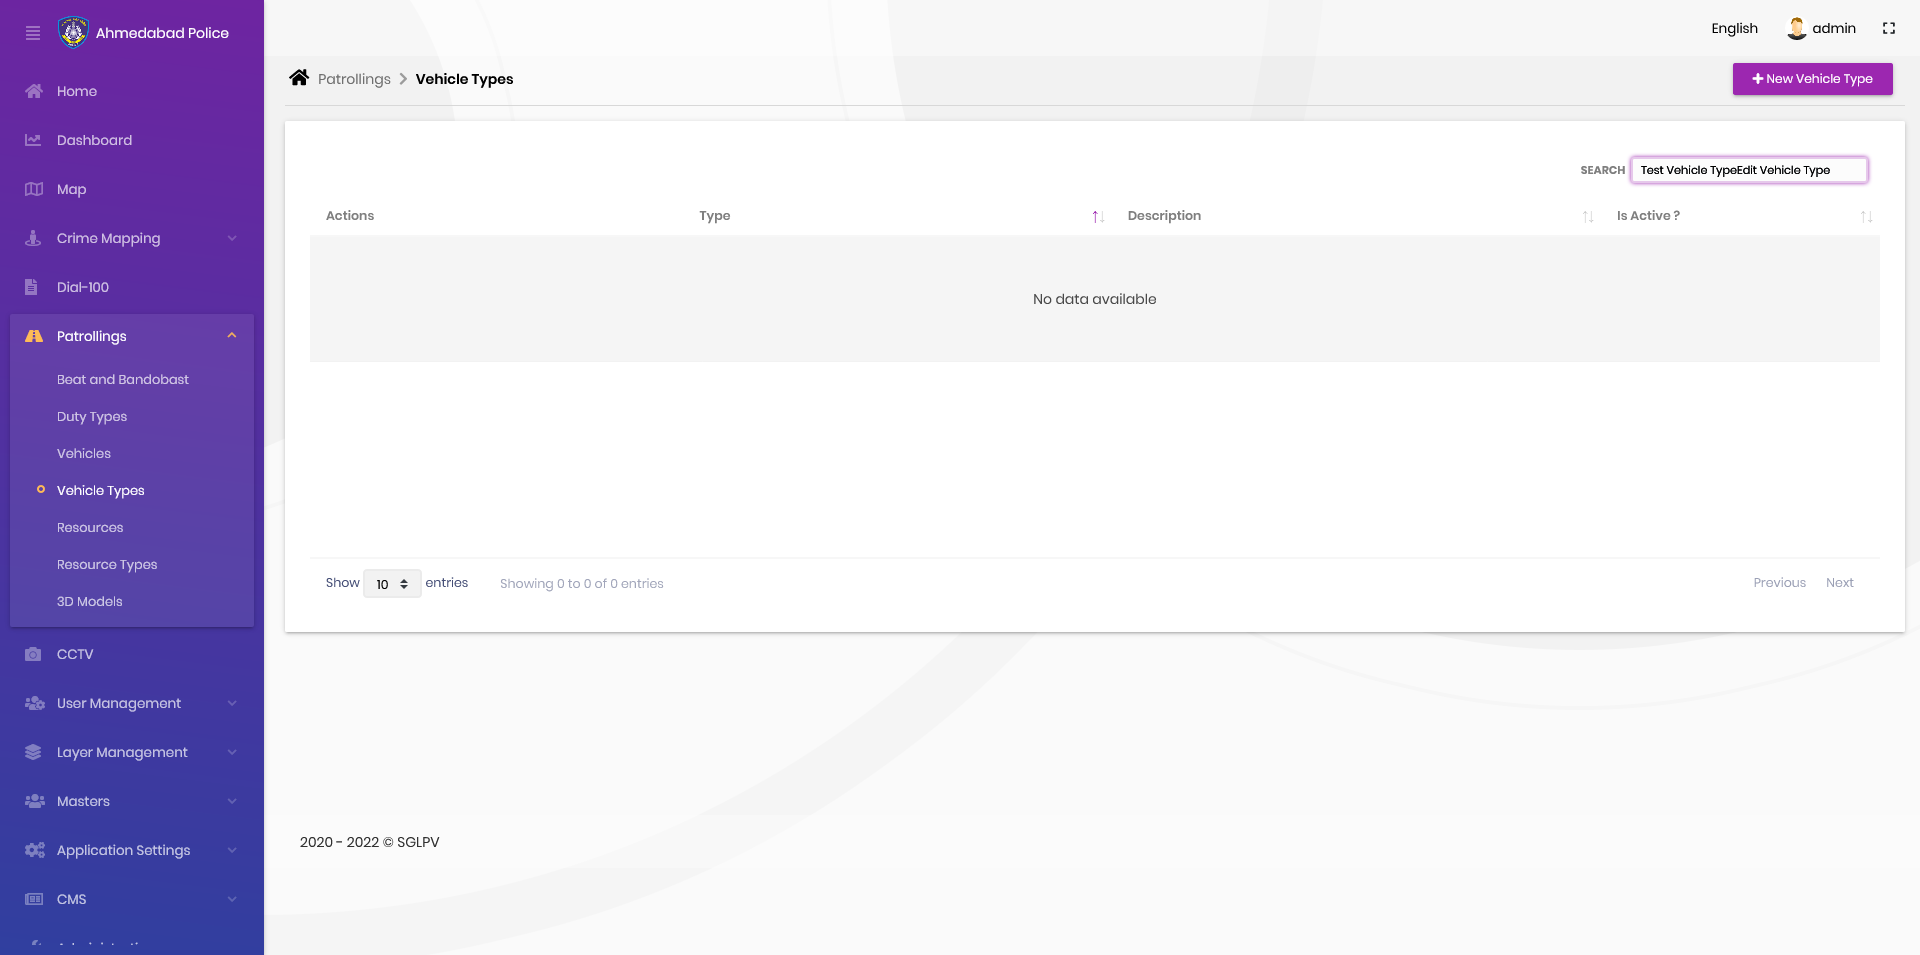 Ahmedabad Police
English
admin
Home
Dashboard
Map
Crime Mapping
Dial-100
Patrollings
Beat and Bandobast
Duty Types
Vehicles
Vehicle Types
Resources
Resource Types
3D Models
CCTV
User Management
Layer Management
Masters
Application Settings
CMS
Patrollings > Vehicle Types
+ New Vehicle Type
SEARCH Test Vehicle TypeEdit Vehicle Type
Actions Type Description Is Active ?
No data available
Show 10 entries Showing 0 to 0 of 0 entries Previous Next
2020 - 2022 © SGLPV